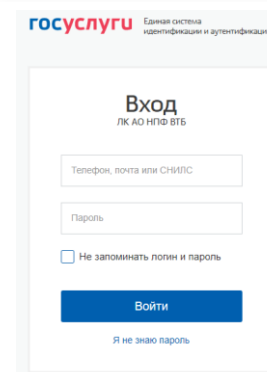 госуслуги
Единая система
идентификации и аутентификаци
Вход
ЛК АО НПФ ВТБ
Телефон, почта или СНИЛС
Пароль
Не запоминать логин и пароль
Войти
Я не знаю пароль